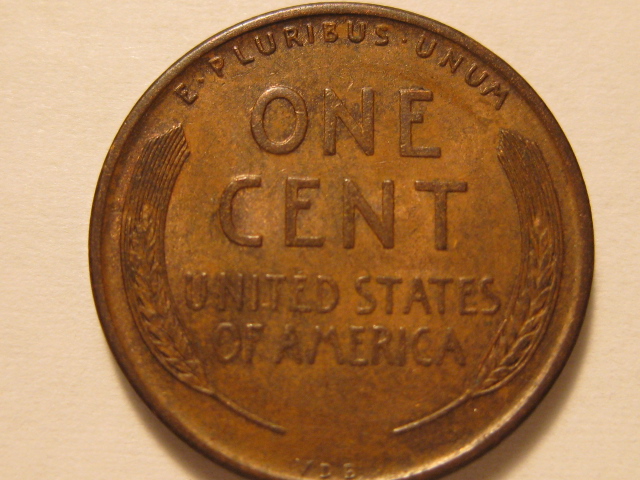 E·PLURIBUS·UNUM
ONE
CENT
UNITED STATES
OF AMERICA
VDB